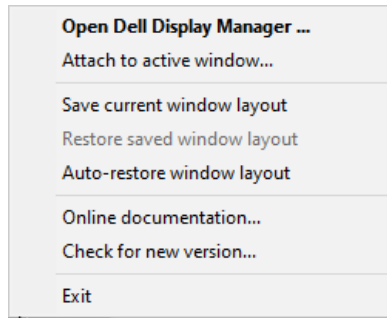 Open Dell Display Manager ...
Attach to active window...
Save current window layout
Restore saved window layout
Auto-restore window layout
Online documentation...
Check for new version...
Exit